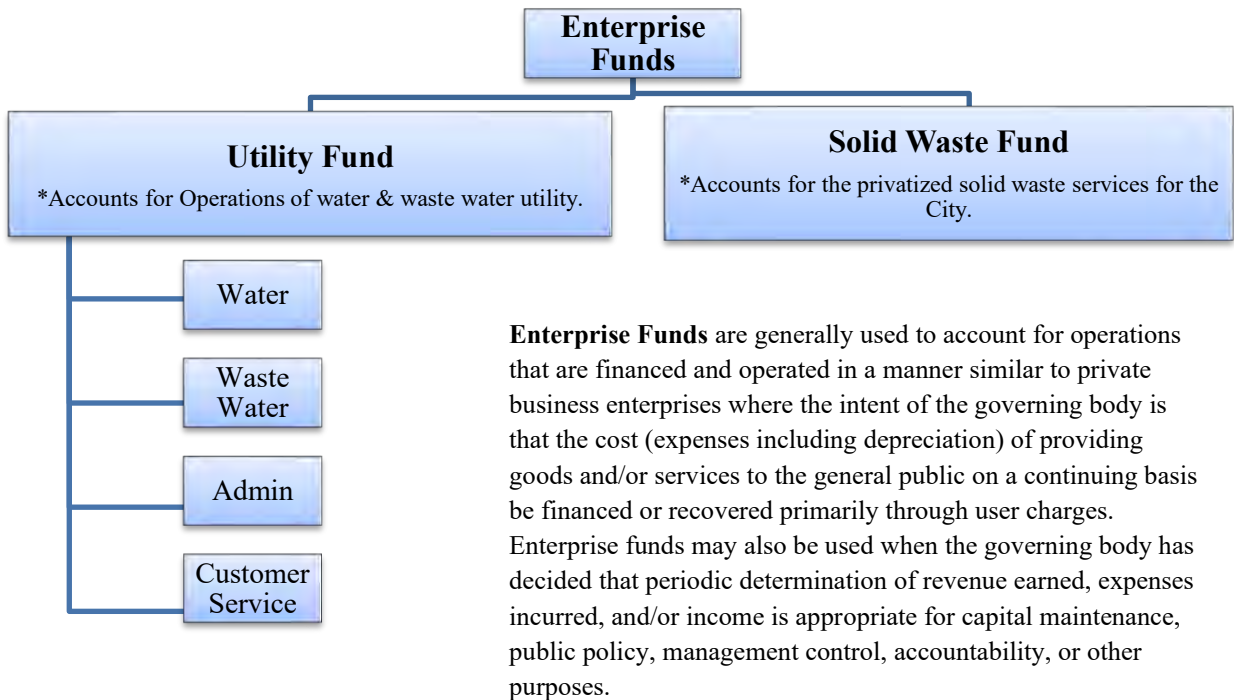 Enterprise
Funds
Utility Fund
*Accounts for Operations of water & waste water utility.
Solid Waste Fund
*Accounts for the privatized solid waste services for the
City.
Water
Waste
Water
Admin
Customer
Service
Enterprise Funds are generally used to account for operations
that are financed and operated in a manner similar to private
business enterprises where the intent of the governing body is
that the cost (expenses including depreciation) of providing
goods and/or services to the general public on a continuing basis
be financed or recovered primarily through user charges.
Enterprise funds may also be used when the governing body has
decided that periodic determination of revenue earned, expenses
incurred, and/or income is appropriate for capital maintenance,
public policy, management control, accountability, or other
purposes.